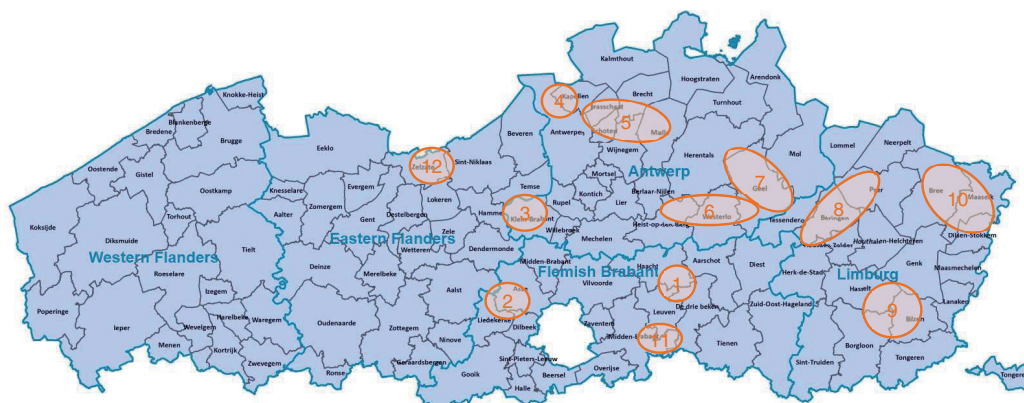 Kalmthout
Hoogstraten
Arendonk
Knokke-Heist
Blankenberge
Bredene
Brugge
Kapellen
4
Brecht
Turnhout
Brasschaat
5
Schoten
Malle
Antwerpen
Beveren
Eeklo
Oostende
Gistel
Oostkamp
12
Zelzate
Sint-Niklaas
Wijnegem
Herentals
Mol
Lommel
Neerpelt
Mortsel
Antwerp
Kontich
Berlaar-Nijlen
7
Geel
Knesselare
Evergem
Temse
Peer
Bree
10
Maaseik
Aalter
Zomergem
Lokeren
Destelbergen
Gent
Hamme
3
Klein-Brabant
Rupel
Lier
6
Westerlo
Tessenderlo
8
Beringen
Koksijde
Torhout
Diksmuide
Tielt
Eastern Flanders
Zele
Wetteren
Willebroek
Heist-op-den-Berg
Mechelen
Dilsen-Stokkem
Houthalen-Helchteren
Western Flanders
Roeselare
Deinze
Merelbeke
Dendermonde
Midden-Brabant
Flemish Brabant
Haacht
Aarschot
Diest
Herk-de-Stad
Limburg
Genk
Maasmechelen
Vilvoorde
Hasselt
3
Izegem
Aalst
Asse
2
1
Leuven
De drie beken
Zuid-Oost-Hageland
Lanaken
Poperinge
Ieper
Harelbeke
Wevelgem
Waregem
Menen
Kortrijk
Zwevegem
Oudenaarde
Zottegem
Liedekerke
Dilbeek
Zaventem
Midden-Brabant
11
Tienen
9
Bilzen
Borgloon
Ninove
Geraardsbergen
Ronse
Gooik
Sint-Pieters-Leeuw
Halle
Beersel
Overijse
Sint-Truiden
Tongeren
Tongeren